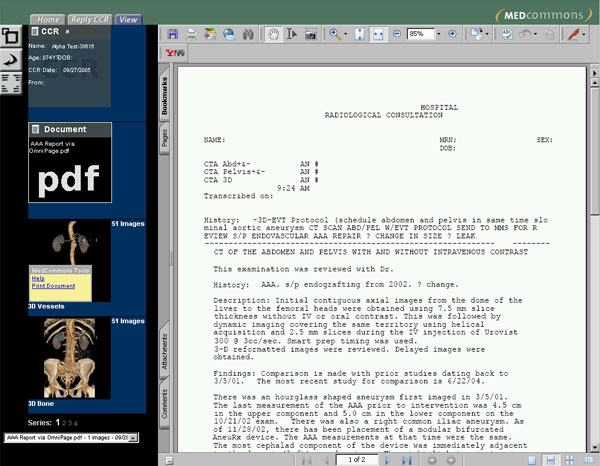 MEDcommons
Home Reply CCR View
CCR #
Name: Alpha Test-38615
Age: 074Y DOB:
CCR Date: 09/27/2005
From:
Document
AAA Report via
OmniPage.pdf
pdf
51 Images
MedCommons Tools
Help
Print Document
3D Vessels
51 Images
3D Bone
Series: 1 2 3 4
AAA Report via OmniPage.pdf - 1 images - 09/2
85%
Y!
Bookmarks
Pages
Attachments
Comments
HOSPITAL
RADIOLOGICAL CONSULTATION
NAME: MRN: SEX:
DOB:
CTA Abd+&- AN #
CTA Pelvis+&- AN #
CTA 3D AN #
9:24 AM
Transcribed on:
History: -3D-EVT Protocol (schedule abdomen and pelvis in same time slo
minal aortic aneurysm CT SCAN ABD/PEL W/EVT PROTOCOL SEND TO MMS FOR R
EVIEW S/P ENDOVASCULAR AAA REPAIR ? CHANGE IN SIZE ? LEAK
CT OF THE ABDOMEN AND PELVIS WITH AND WITHOUT INTRAVENOUS CONTRAST
This examination was reviewed with Dr.
History: AAA. s/p endografting from 2002. ? change.
Description: Initial contiguous axial images from the dome of the
liver to the femoral heads were obtained using 7.5 mm slice
thickness without IV or oral contrast. This was followed by
dynamic imaging covering the same territory using helical
acquisition and 2.5 mm slices during the IV injection of Urovist
300 @ 3cc/sec. Smart prep timing was used.
3-D reformatted images were reviewed. Delayed images were
obtained.
Findings: Comparison is made with prior studies dating back to
3/5/01. The most recent study for comparison is 6/22/04.
There was an hourglass shaped aneurysm first imaged in 3/5/01.
The last measurement of the AAA prior to intervention was 4.5 cm
in the upper component and 5.0 cm in the lower component on the
10/21/02 exam. There was also a right common iliac aneurysm. As
of 11/28/02, there has been placement of a modular bifurcated
AneuRx device. The AAA measurements at that time were the same.
The most cephalad component of the device was immediately adjacent
1 of 2